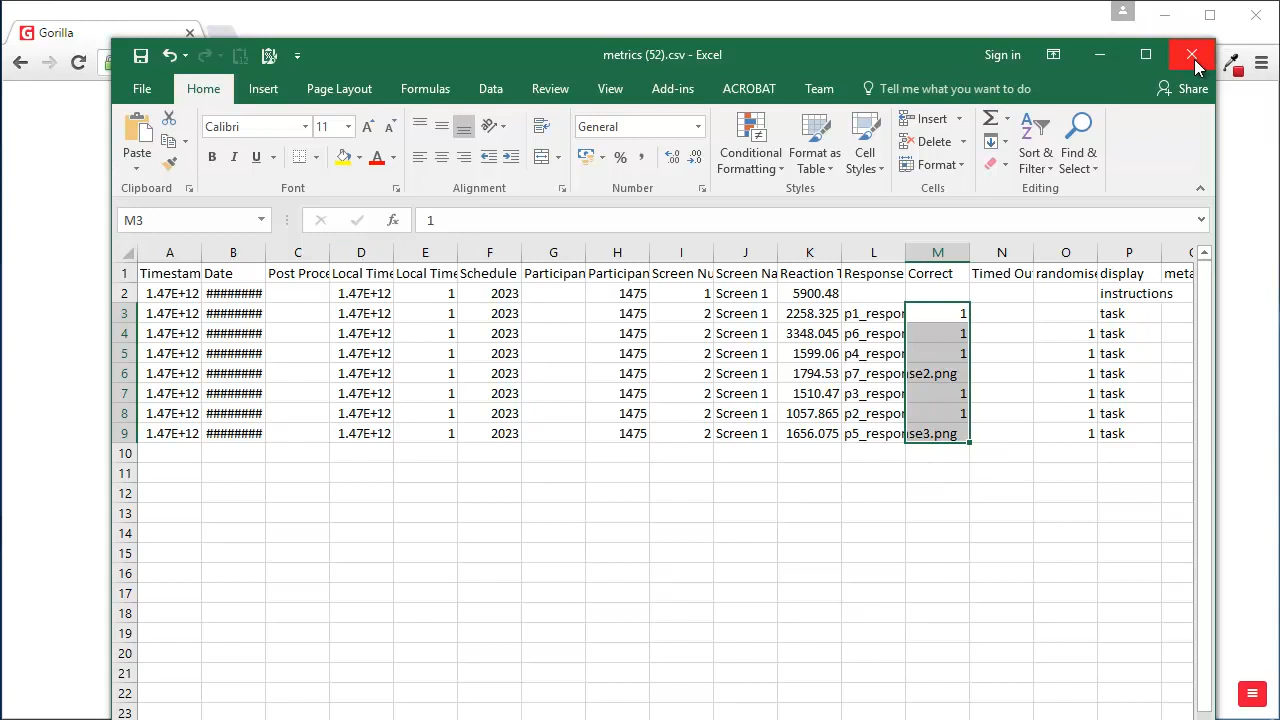 Gorilla
metrics (52).csv - Excel
Sign in
File Home Insert Page Layout Formulas Data Review View Add-ins ACROBAT Team Tell me what you want to do Share
Paste Calibri 11 General Conditional Formatting Format as Table Cell Styles Insert Delete Format Sort & Filter Find & Select
Clipboard Font Alignment Number Styles Cells Editing
M3 1
A B C D E F G H I J K L M N O P
1 Timestam Date Post Proce Local Time Local Time Schedule Participan Participan Screen Nu Screen Na Reaction T Response Correct Timed Ou randomise display meta
2 1.47E+12 ######## 1.47E+12 1 2023 1475 1 Screen 1 5900.48 instructions
3 1.47E+12 ######## 1.47E+12 1 2023 1475 2 Screen 1 2258.325 p1_respon 1 task
4 1.47E+12 ######## 1.47E+12 1 2023 1475 2 Screen 1 3348.045 p6_respon 1 1 task
5 1.47E+12 ######## 1.47E+12 1 2023 1475 2 Screen 1 1599.06 p4_respon 1 1 task
6 1.47E+12 ######## 1.47E+12 1 2023 1475 2 Screen 1 1794.53 p7_response2.png 1 task
7 1.47E+12 ######## 1.47E+12 1 2023 1475 2 Screen 1 1510.47 p3_respon 1 1 task
8 1.47E+12 ######## 1.47E+12 1 2023 1475 2 Screen 1 1057.865 p2_respon 1 1 task
9 1.47E+12 ######## 1.47E+12 1 2023 1475 2 Screen 1 1656.075 p5_response3.png 1 task
10
11
12
13
14
15
16
17
18
19
20
21
22
23